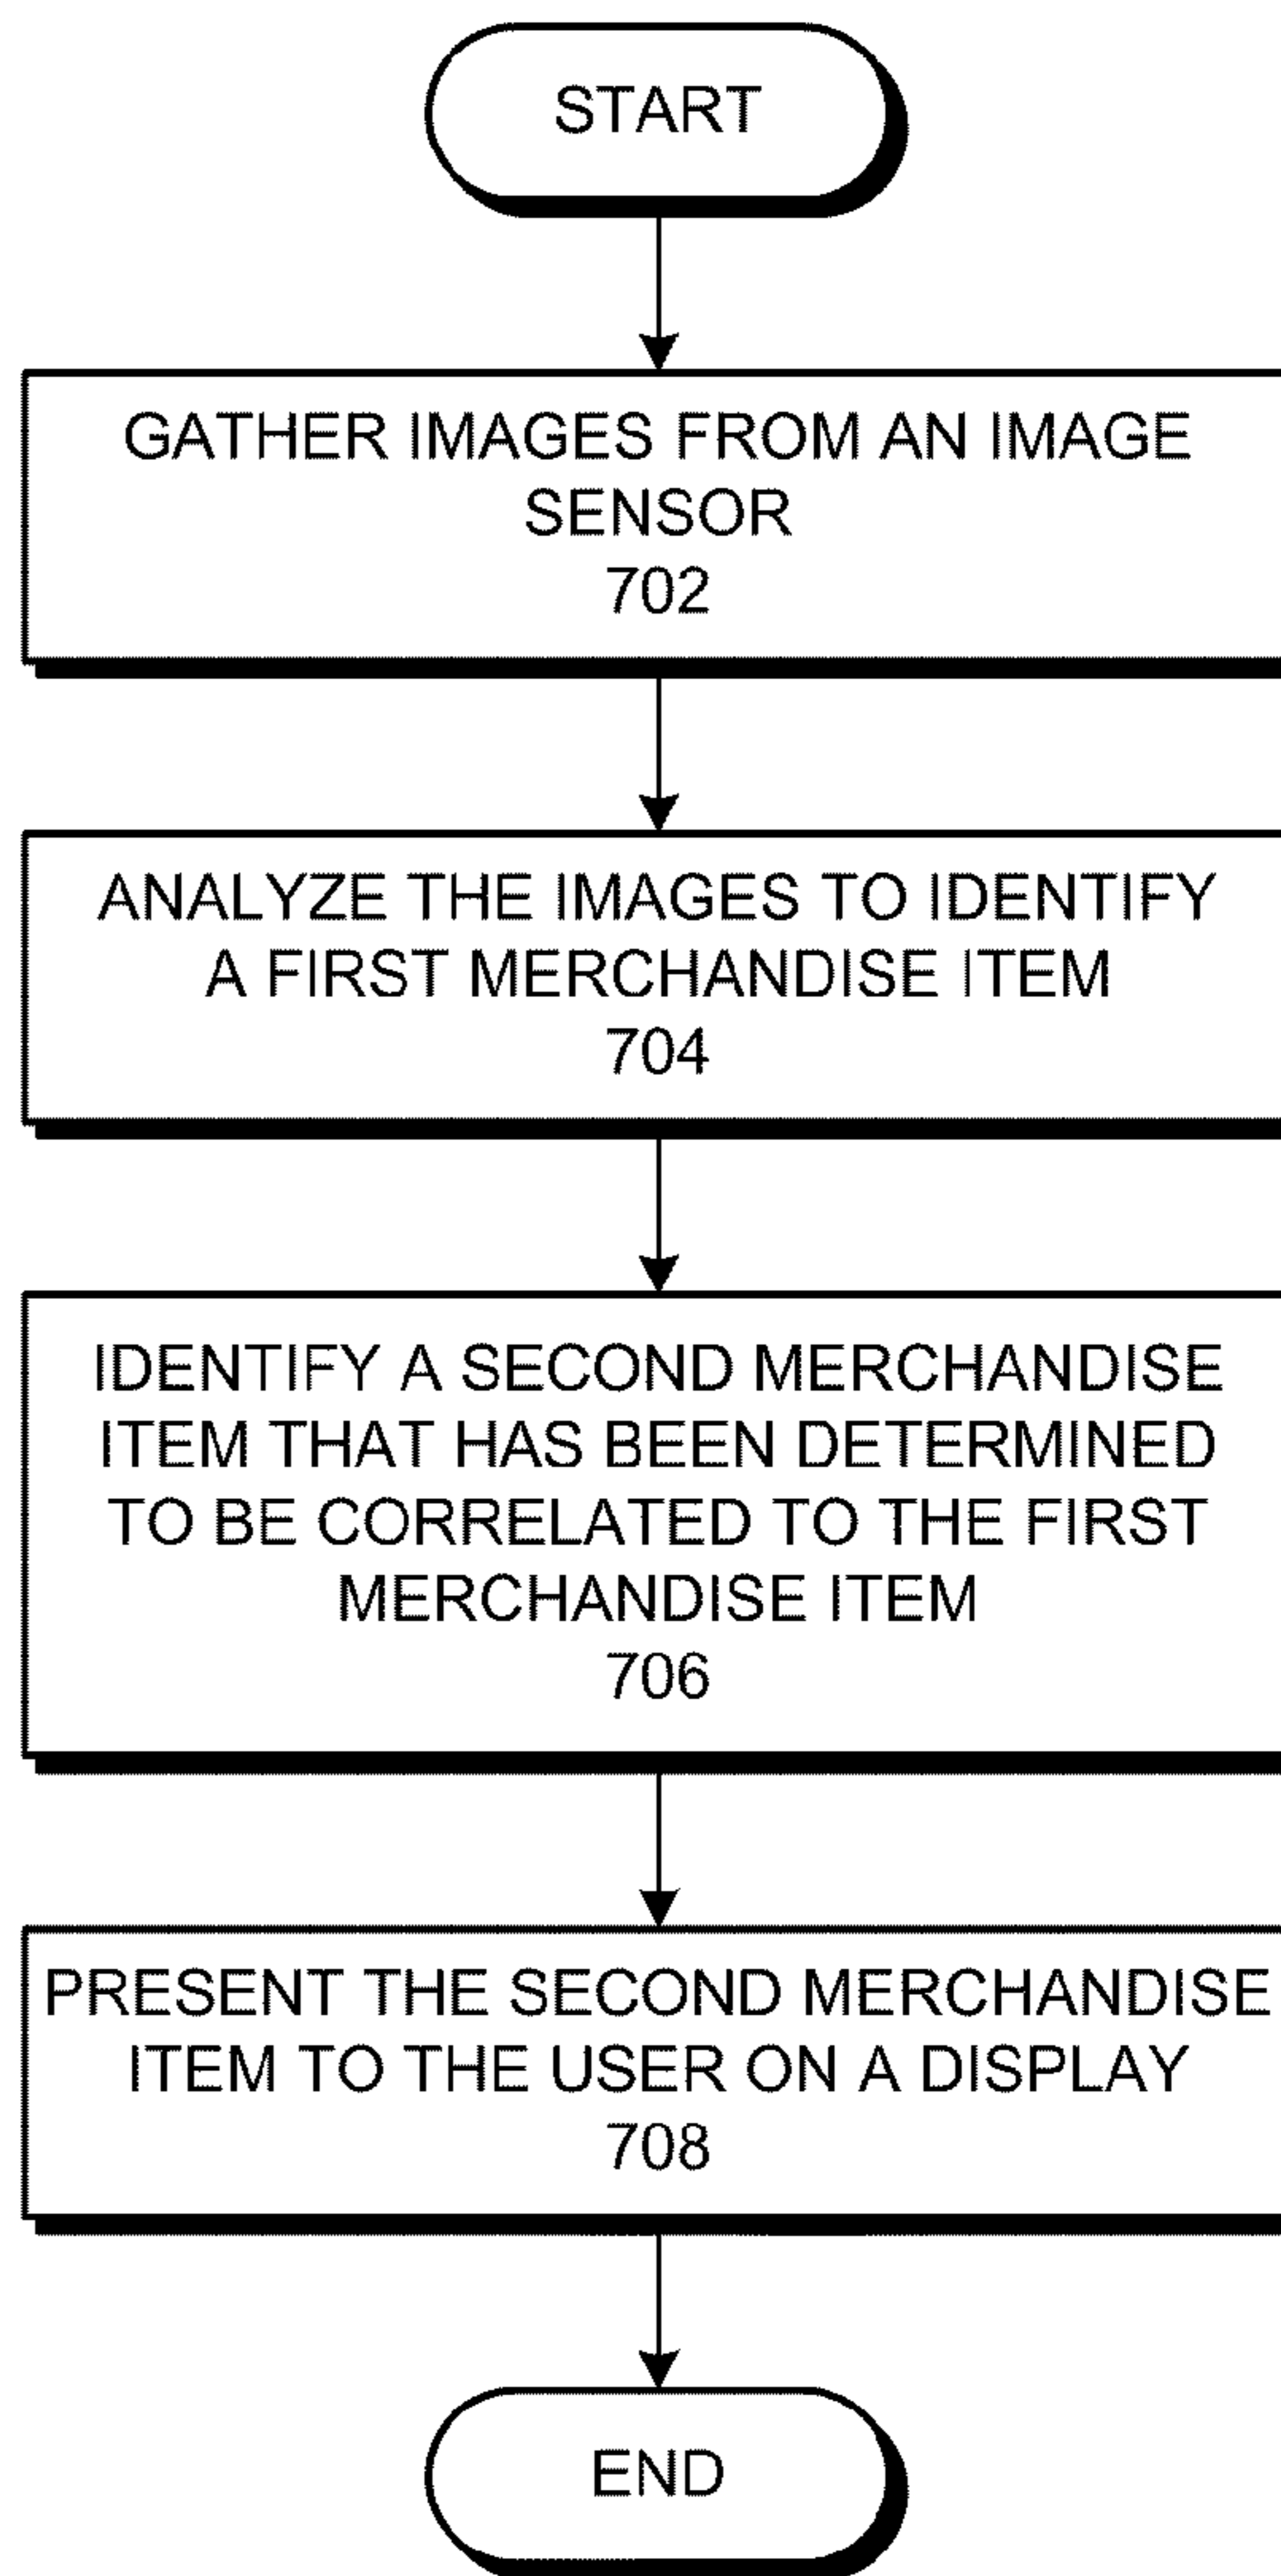 START
GATHER IMAGES FROM AN IMAGE
SENSOR
702
ANALYZE THE IMAGES TO IDENTIFY
A FIRST MERCHANDISE ITEM
704
IDENTIFY A SECOND MERCHANDISE
ITEM THAT HAS BEEN DETERMINED
TO BE CORRELATED TO THE FIRST
MERCHANDISE ITEM
706
PRESENT THE SECOND MERCHANDISE
ITEM TO THE USER ON A DISPLAY
708
END